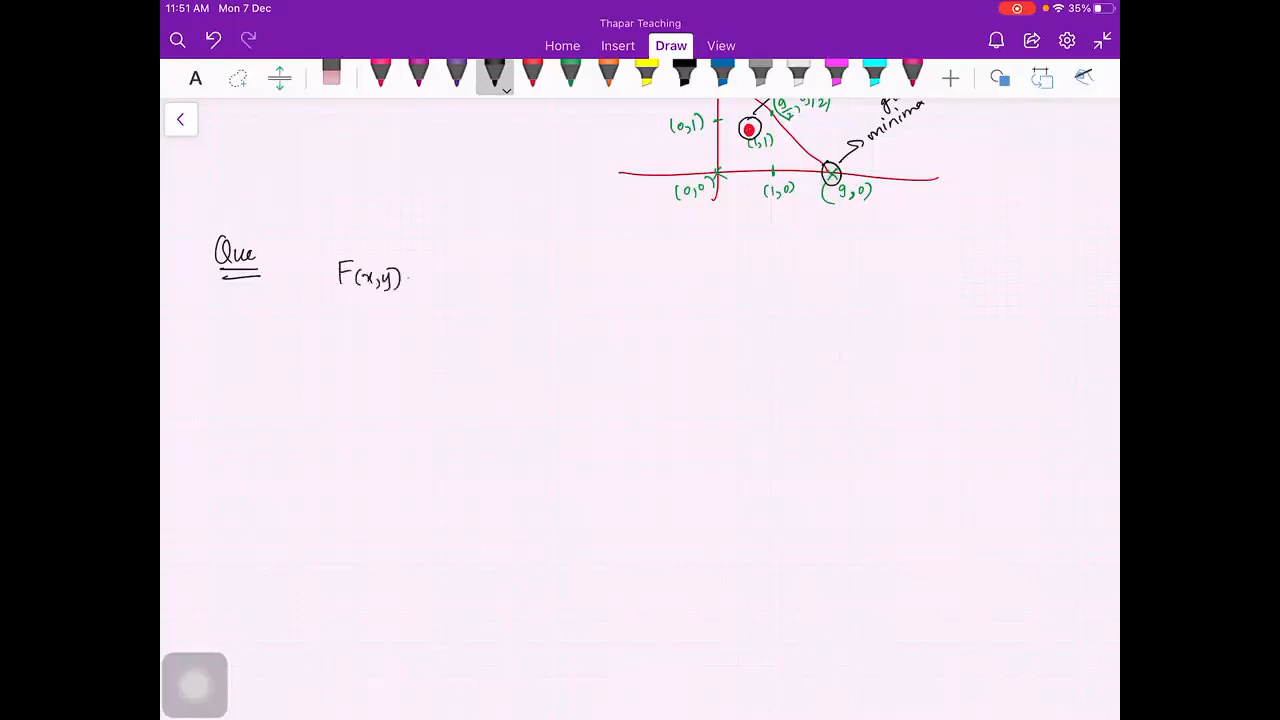 11:51 AM Mon 7 Dec
35%
Thapar Teaching
Home Insert Draw View
A
(0,1)
(1,1)
minima
(0,0)
(1,0)
(9,0)
Que
F(x,y)